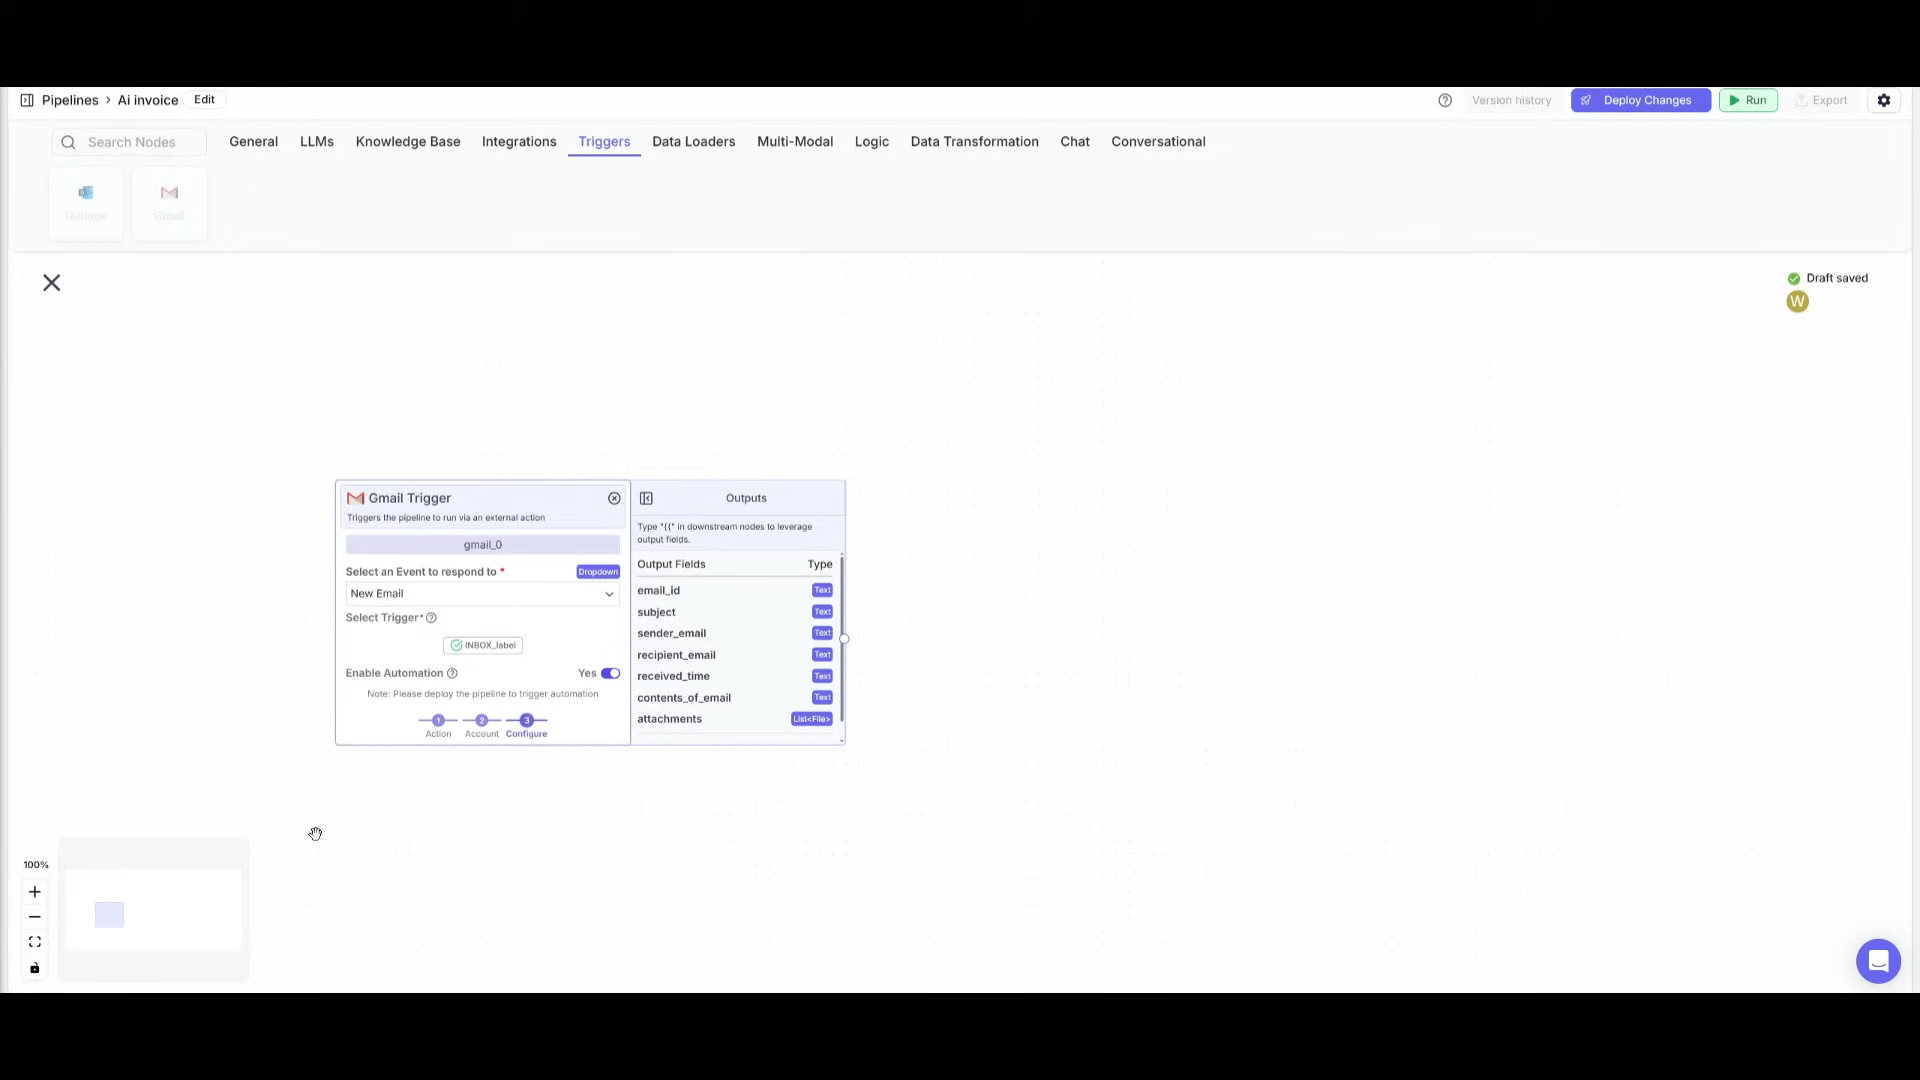 Pipelines > Ai invoice Edit
Version history Deploy Changes Run Export
Search Nodes General LLMs Knowledge Base Integrations Triggers Data Loaders Multi-Modal Logic Data Transformation Chat Conversational
Outlook Gmail
Draft saved
W
Gmail Trigger
Triggers the pipeline to run via an external action
gmail_0
Select an Event to respond to * Dropdown
New Email
Select Trigger*
INBOX_label
Enable Automation Yes
Note: Please deploy the pipeline to trigger automation
1 2 3
Action Account Configure
Outputs
Type "{{" in downstream nodes to leverage
output fields.
Output Fields Type
email_id Text
subject Text
sender_email Text
recipient_email Text
received_time Text
contents_of_email Text
attachments List<File>
100%